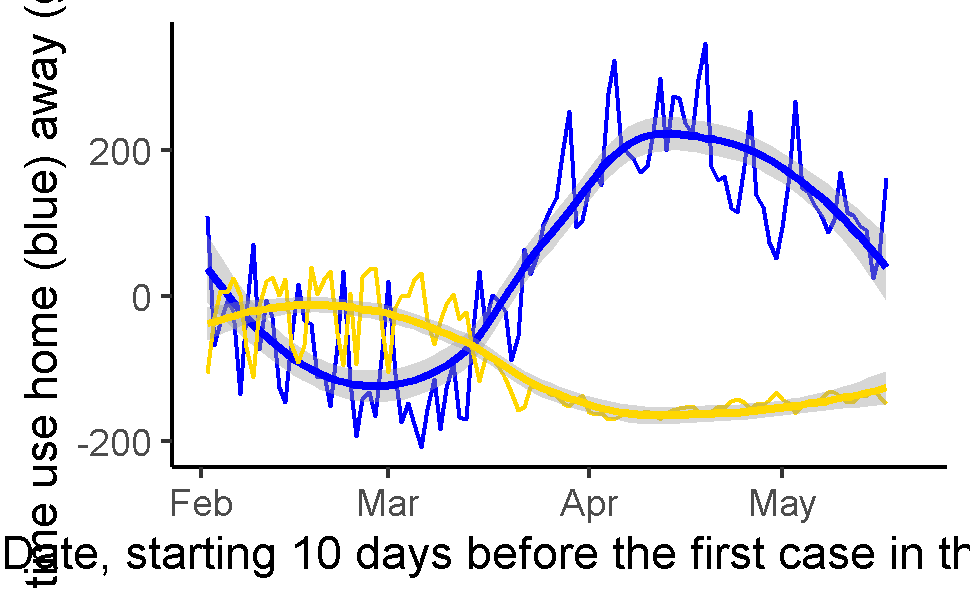 time use home (blue) away (
200
0
-200
Feb Mar Apr May
Date, starting 10 days before the first case in th